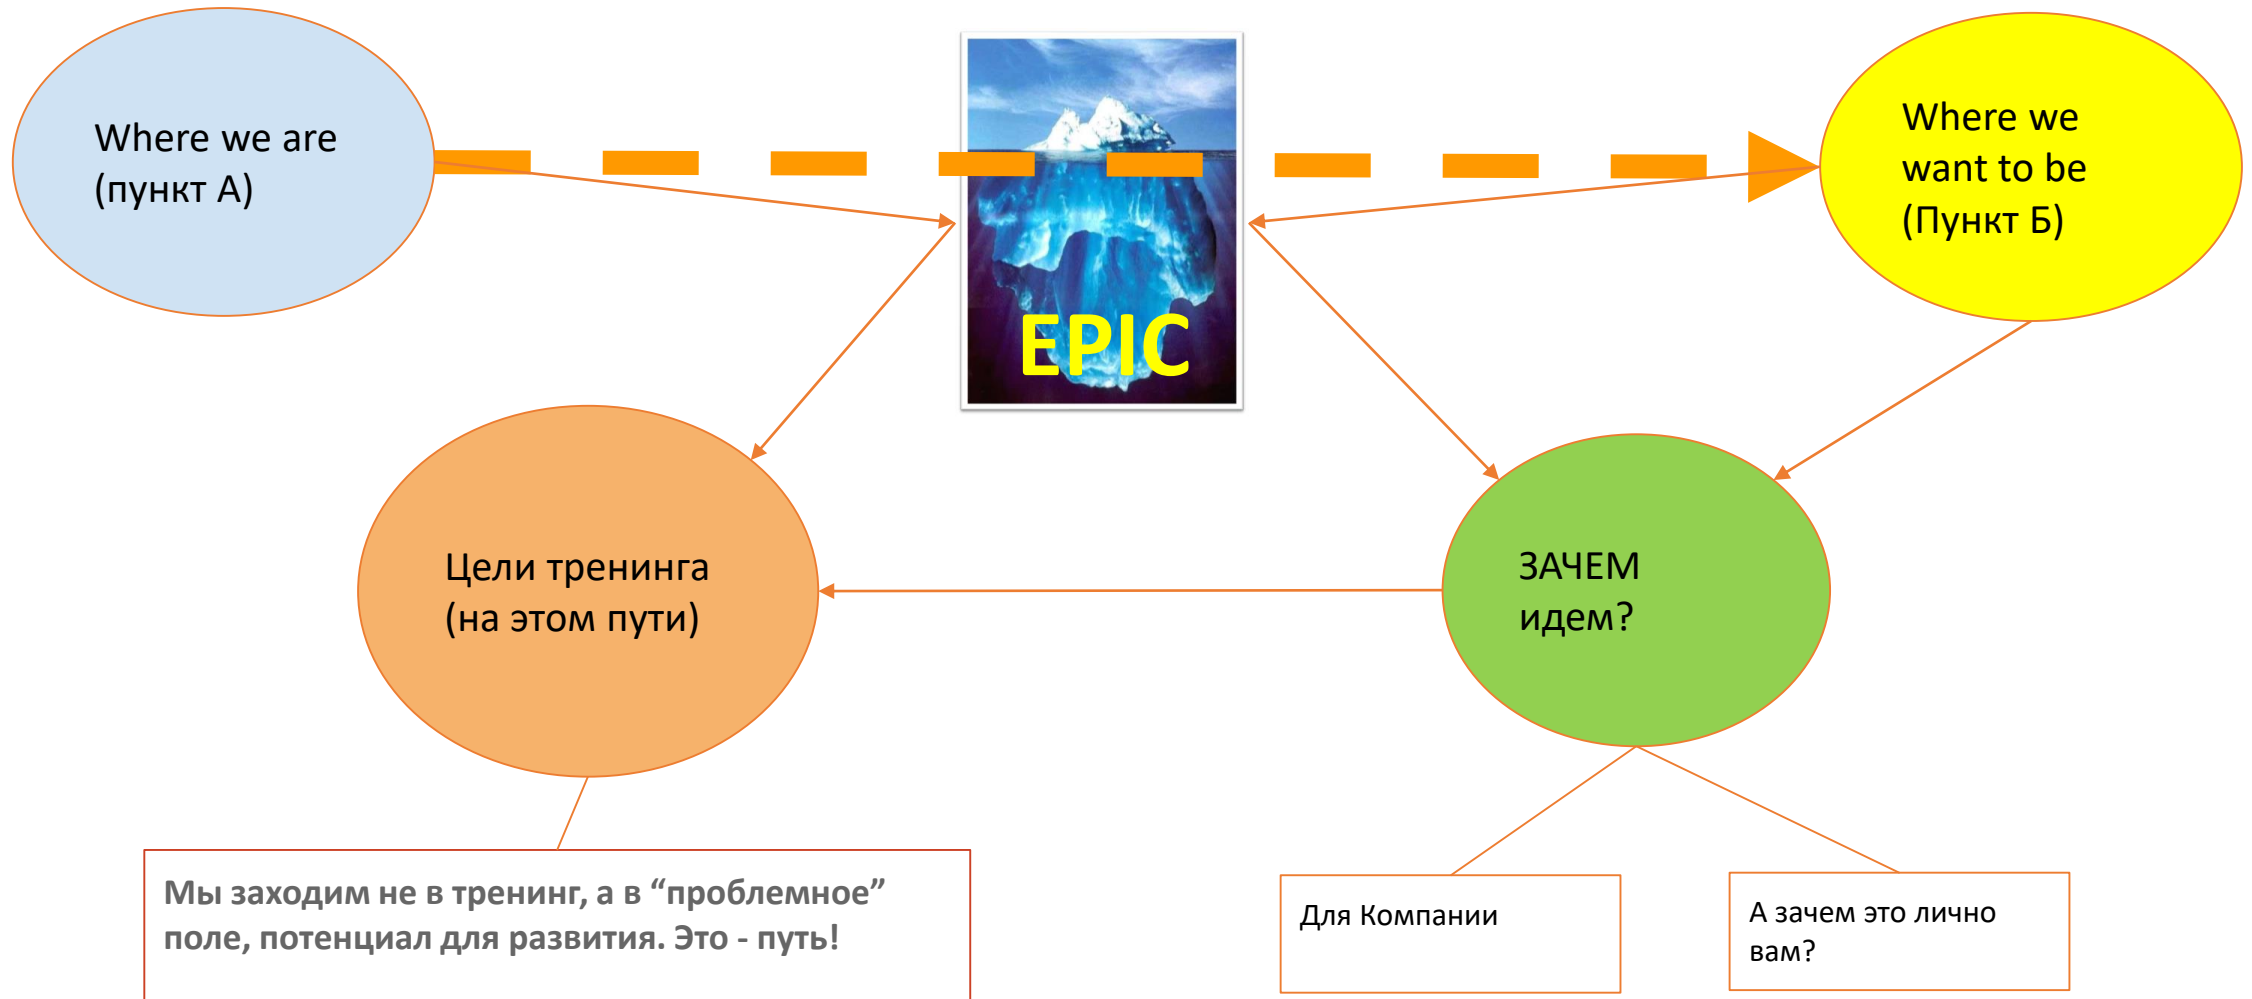 Where we are
(пункт А)
EPIC
Where we
want to be
(Пункт Б)
Цели тренинга
(на этом пути)
ЗАЧЕМ
идем?
Мы заходим не в тренинг, а в “проблемное”
поле, потенциал для развития. Это - путь!
Для Компании
А зачем это лично
вам?